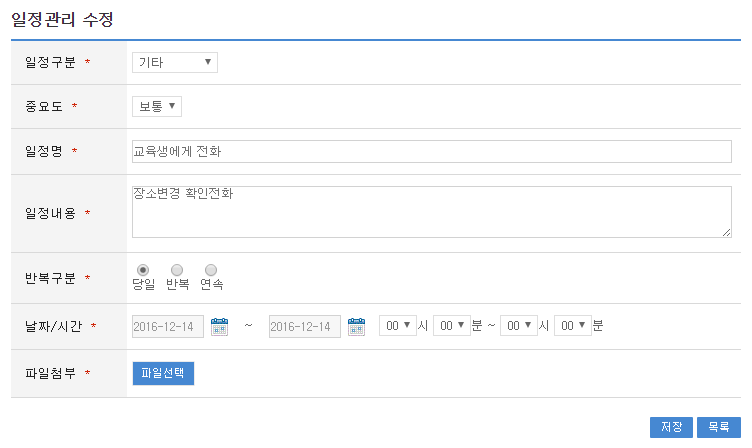 일정관리 수정
일정구분 * 기타
중요도 * 보통
일정명 * 교육생에게 전화
일정내용 * 장소변경 확인전화
반복구분 * 당일 반복 연속
날짜/시간 * 2016-12-14 ~ 2016-12-14 00 시 00 분 ~ 00 시 00 분
파일첨부 * 파일선택
저장 목록